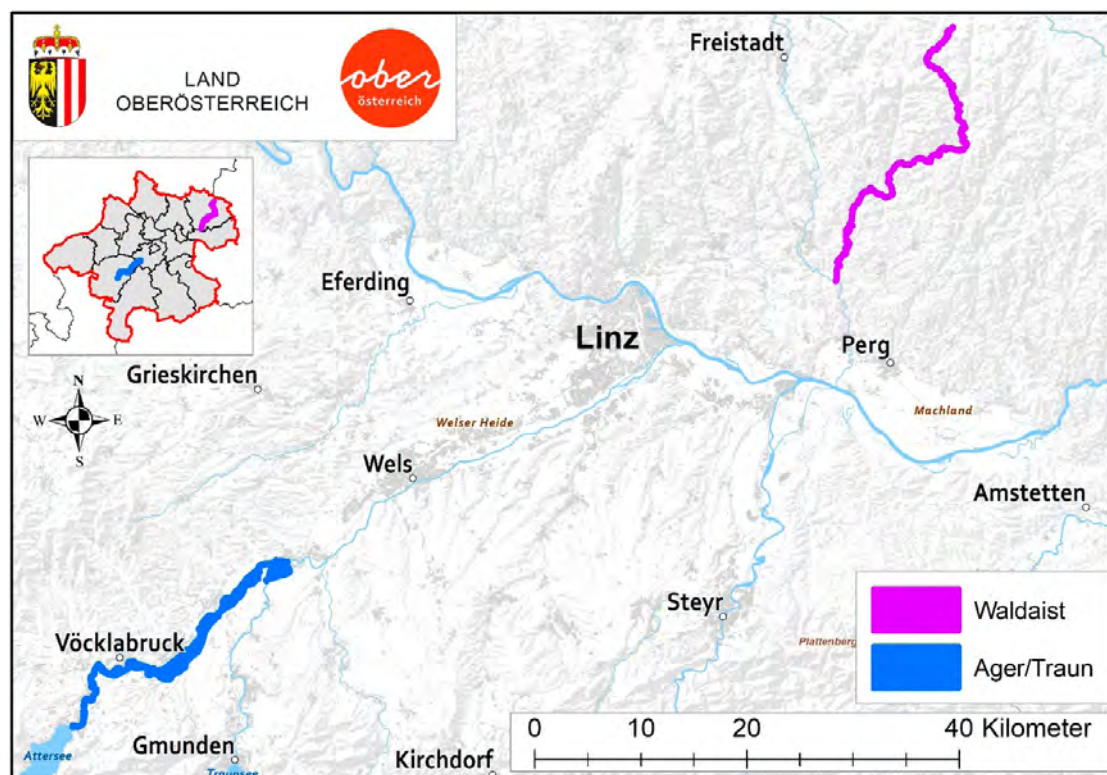 LAND
OBERÖSTERREICH
ober
österreich
Freistadt
Eferding
Linz
Perg
Grieskirchen
N
W
E
S
Welser Heide
Machland
Wels
Amstetten
Steyr
Waldaist
Vöcklabruck
Plattenberg
Ager/Traun
0
20
40 Kilometer
Attersee
Gmunden
Traunsee
Kirchdorf